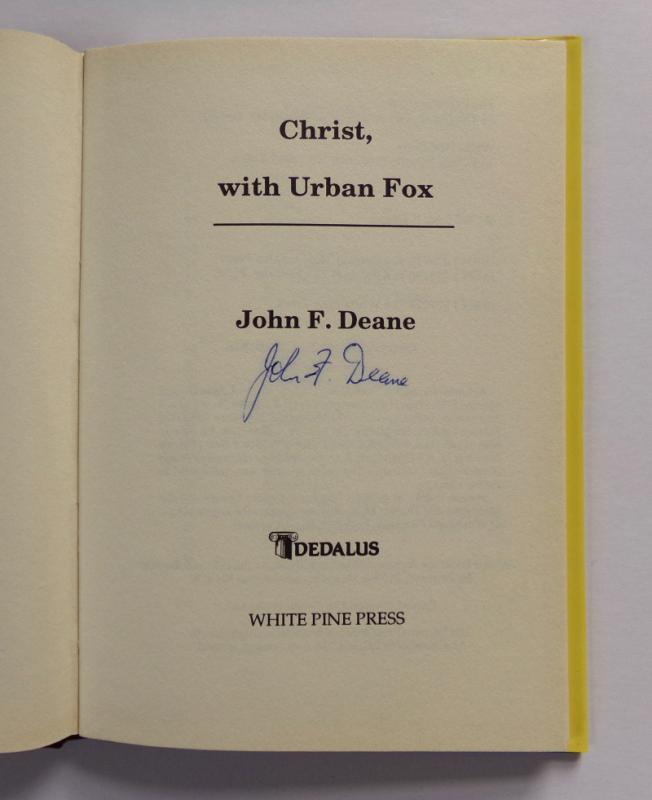 Christ,
with Urban Fox
John F. Deane
John F. Deane
DEDALUS
WHITE PINE PRESS